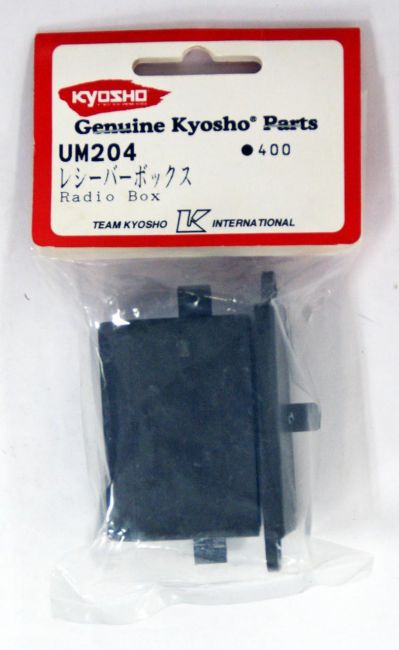 KYOSHO
Genuine Kyosho® Parts
UM204 ●400
レシーバーボックス
Radio Box
TEAM KYOSHO K INTERNATIONAL